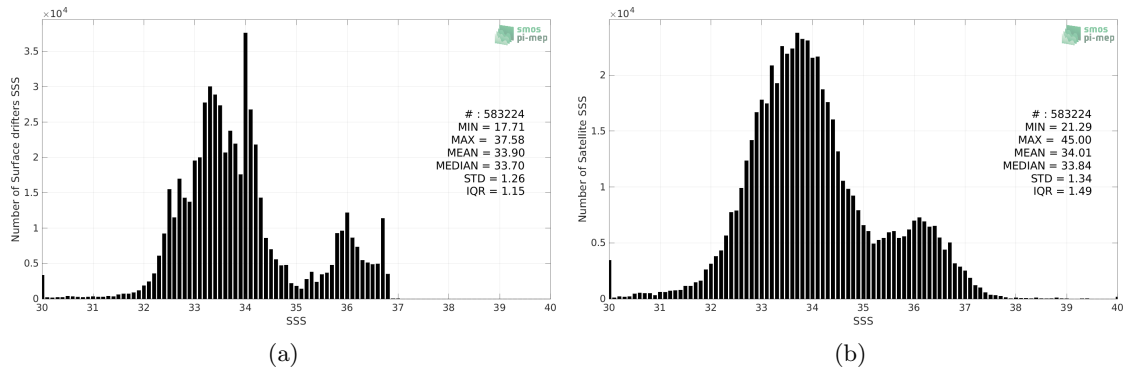 ×10⁴
smos
pi-mep
Number of Surface drifters SSS
3.5
3
2.5
2
1.5
1
0.5
0
# : 583224
MIN = 17.71
MAX = 37.58
MEAN = 33.90
MEDIAN = 33.70
STD = 1.26
IQR = 1.15
30 31 32 33 34 35 36 37 38 39 40
SSS
(a)
×10⁴
smos
pi-mep
Number of Satellite SSS
2
1.5
1
0.5
0
# : 583224
MIN = 21.29
MAX = 45.00
MEAN = 34.01
MEDIAN = 33.84
STD = 1.34
IQR = 1.49
30 31 32 33 34 35 36 37 38 39 40
SSS
(b)